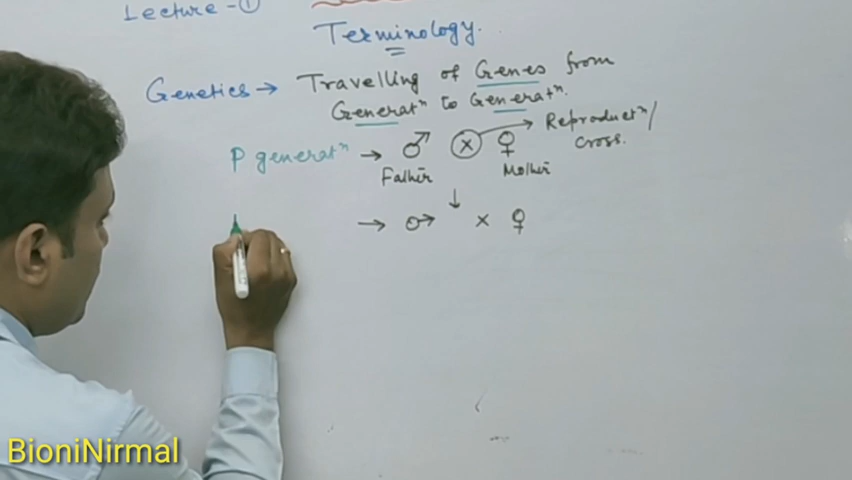 Lecture - ①
Terminology.
Genetics → Travelling of Genes from
Generatⁿ to Generatⁿ.
P generatⁿ → ♂ × ♀ → Reproductⁿ/
cross.
Father Mother
↓
→ ♂ × ♀
BioniNirmal